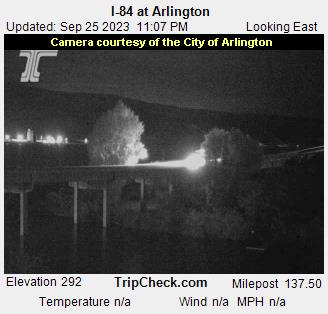 I-84 at Arlington
Updated: Sep 25 2023 11:07 PM Looking East
Camera courtesy of the City of Arlington
Elevation 292 TripCheck.com Milepost 137.50
Temperature n/a Wind n/a MPH n/a